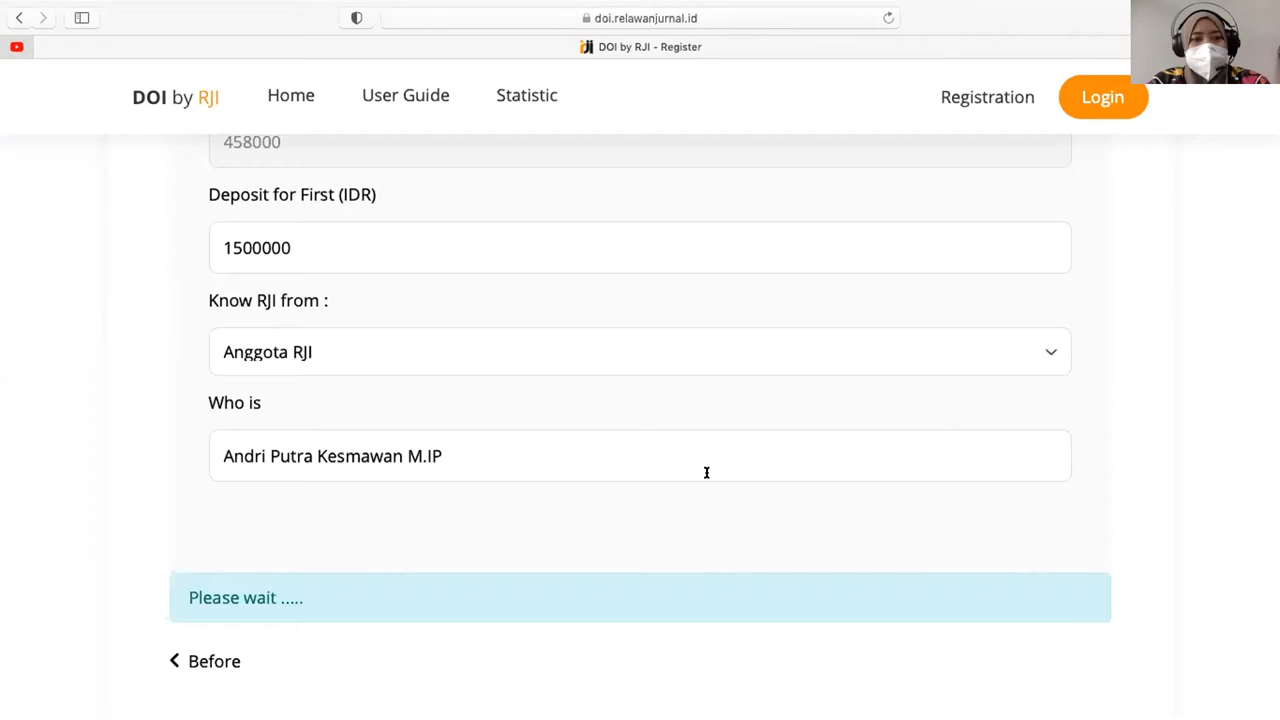 doi.relawanjurnal.id
DOI by RJI - Register
DOI by RJI
Home
User Guide
Statistic
Registration
Login
458000
Deposit for First (IDR)
1500000
Know RJI from :
Anggota RJI
Who is
Andri Putra Kesmawan M.IP
Please wait .....
Before